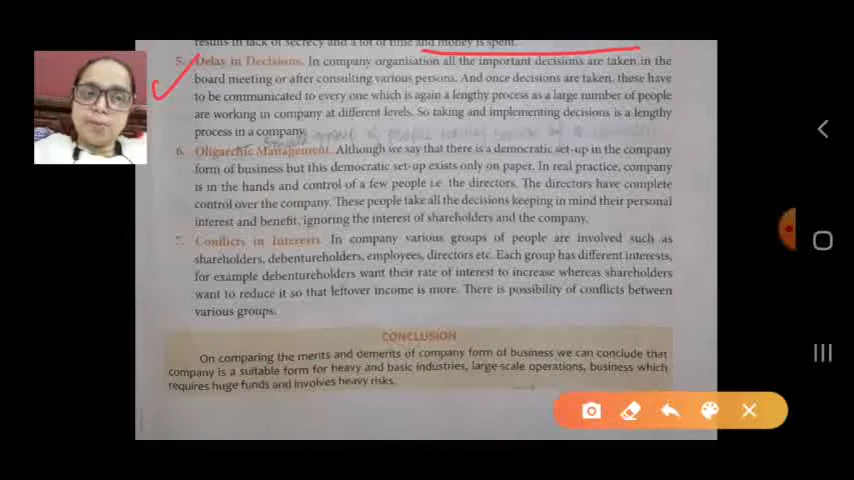 results in lack of secrecy and a lot of time and money is spent.
5. Delay in Decisions. In company organisation all the important decisions are taken in the
board meeting or after consulting various persons. And once decisions are taken, these have
to be communicated to every one which is again a lengthy process as a large number of people
are working in company at different levels. So taking and implementing decisions is a lengthy
process in a company.
6. Oligarchic Management. Although we say that there is a democratic set-up in the company
form of business but this democratic set-up exists only on paper. In real practice, company
is in the hands and control of a few people i.e. the directors. The directors have complete
control over the company. These people take all the decisions keeping in mind their personal
interest and benefit, ignoring the interest of shareholders and the company.
7. Conflicts in Interests. In company various groups of people are involved such as
shareholders, debentureholders, employees, directors etc. Each group has different interests,
for example debentureholders want their rate of interest to increase whereas shareholders
want to reduce it so that leftover income is more. There is possibility of conflicts between
various groups.
CONCLUSION
On comparing the merits and demerits of company form of business we can conclude that
company is a suitable form for heavy and basic industries, large-scale operations, business which
requires huge funds and involves heavy risks.